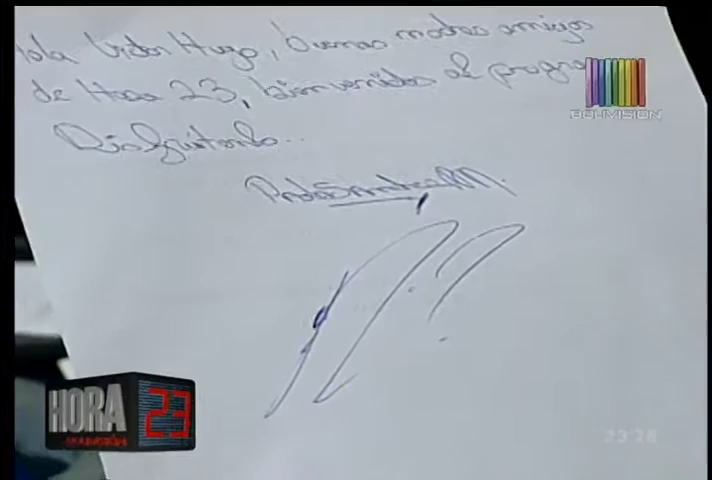 Hola Victor Hugo, buenas noches amigos
de Hora 23, bienvenidos al progra
BOLIVISION
Disfrutando...
HORA 23
23:28